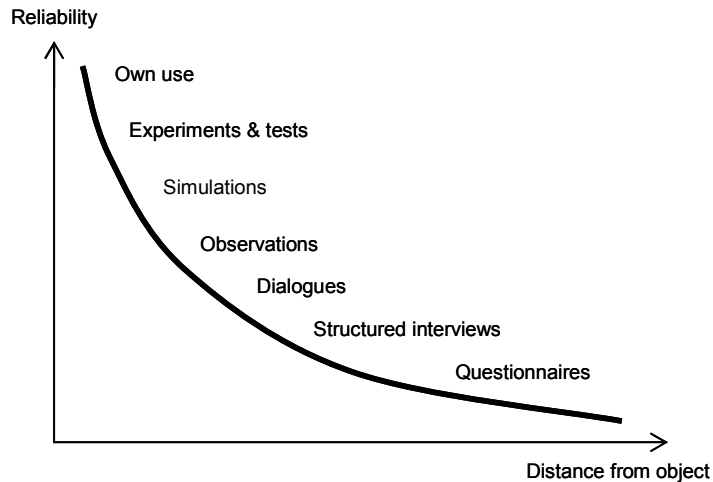 Reliability
Own use
Experiments & tests
Simulations
Observations
Dialogues
Structured interviews
Questionnaires
Distance from object